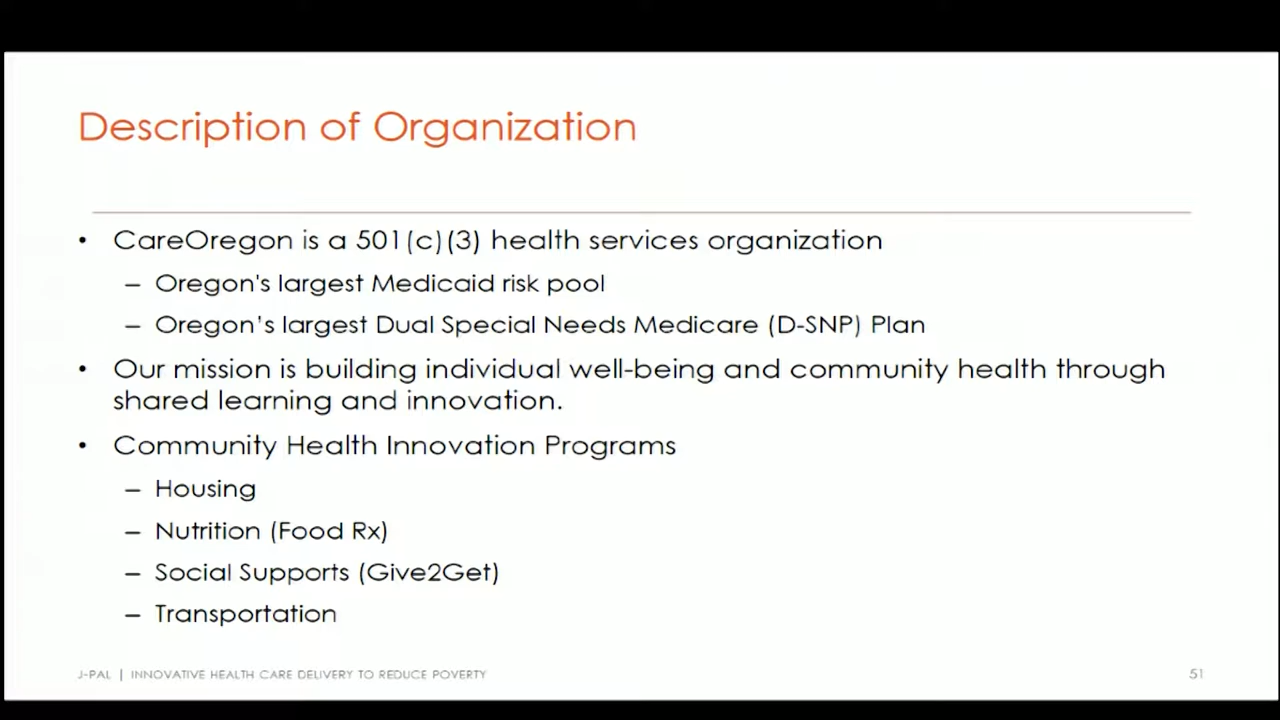 Description of Organization
• CareOregon is a 501(c)(3) health services organization
– Oregon's largest Medicaid risk pool
– Oregon’s largest Dual Special Needs Medicare (D-SNP) Plan
• Our mission is building individual well-being and community health through
shared learning and innovation.
• Community Health Innovation Programs
– Housing
– Nutrition (Food Rx)
– Social Supports (Give2Get)
– Transportation
J-PAL | INNOVATIVE HEALTH CARE DELIVERY TO REDUCE POVERTY
51